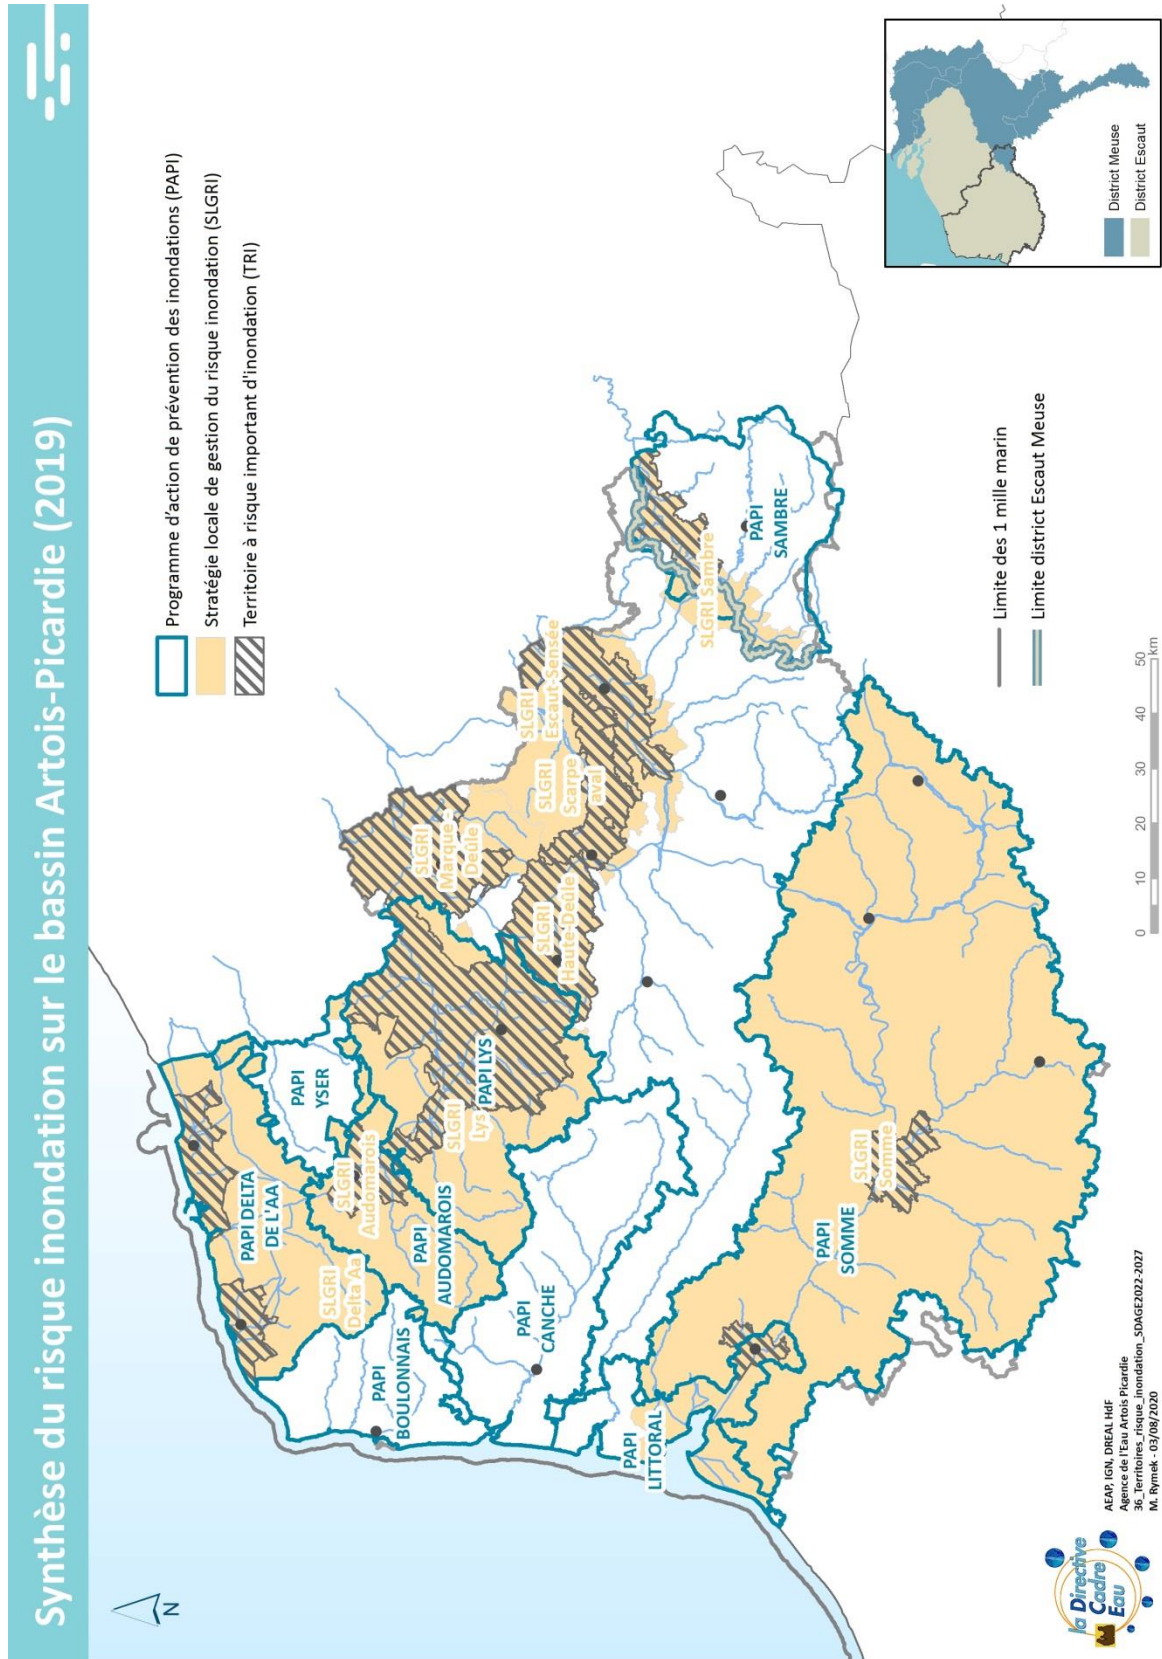 Synthèse du risque inondation sur le bassin Artois-Picardie (2019)
N
Programme d'action de prévention des inondations (PAPI)
Stratégie locale de gestion du risque inondation (SLGRI)
Territoire à risque important d'inondation (TRI)
PAPI DELTA
DE L'AA
PAPI
YSER
SLGRI
Delta Aa
SLGRI
Audomarois
PAPI
BOULONNAIS
PAPI
AUDOMAROIS
SLGRI
Lys
PAPI LYS
SLGRI
Marque -
Deûle
SLGRI
Haute-Deûle
SLGRI
Scarpe
aval
SLGRI
Escaut-Sensée
PAPI
CANCHE
PAPI
LITTORAL
SLGRI Sambre
PAPI
SAMBRE
PAPI
SOMME
SLGRI
Somme
Limite des 1 mille marin
Limite district Escaut Meuse
0 10 20 30 40 50
km
District Meuse
District Escaut
la Directive
Cadre
Eau
AEAP, IGN, DREAL HdF
Agence de l'Eau Artois Picardie
36_Territoires_risque_inondation_SDAGE2022-2027
M. Rymek - 03/08/2020